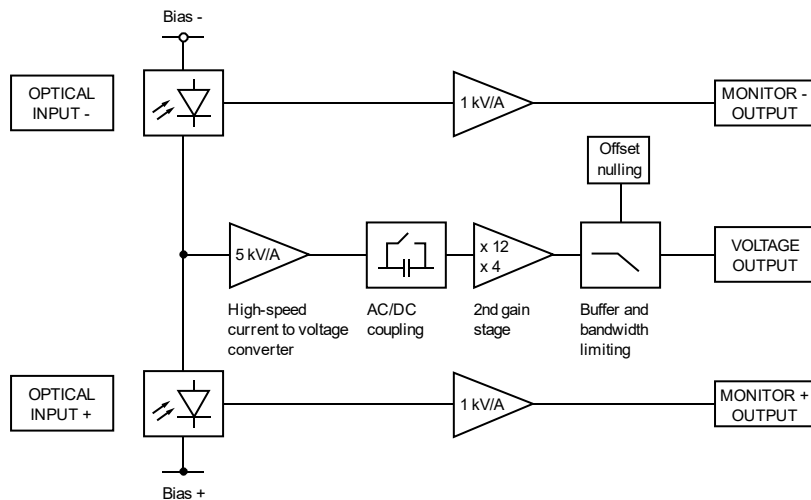 Bias -
OPTICAL
INPUT -
1 kV/A
MONITOR -
OUTPUT
Offset
nulling
5 kV/A
x 12
x 4
VOLTAGE
OUTPUT
High-speed
current to voltage
converter
AC/DC
coupling
2nd gain
stage
Buffer and
bandwidth
limiting
OPTICAL
INPUT +
1 kV/A
MONITOR +
OUTPUT
Bias +